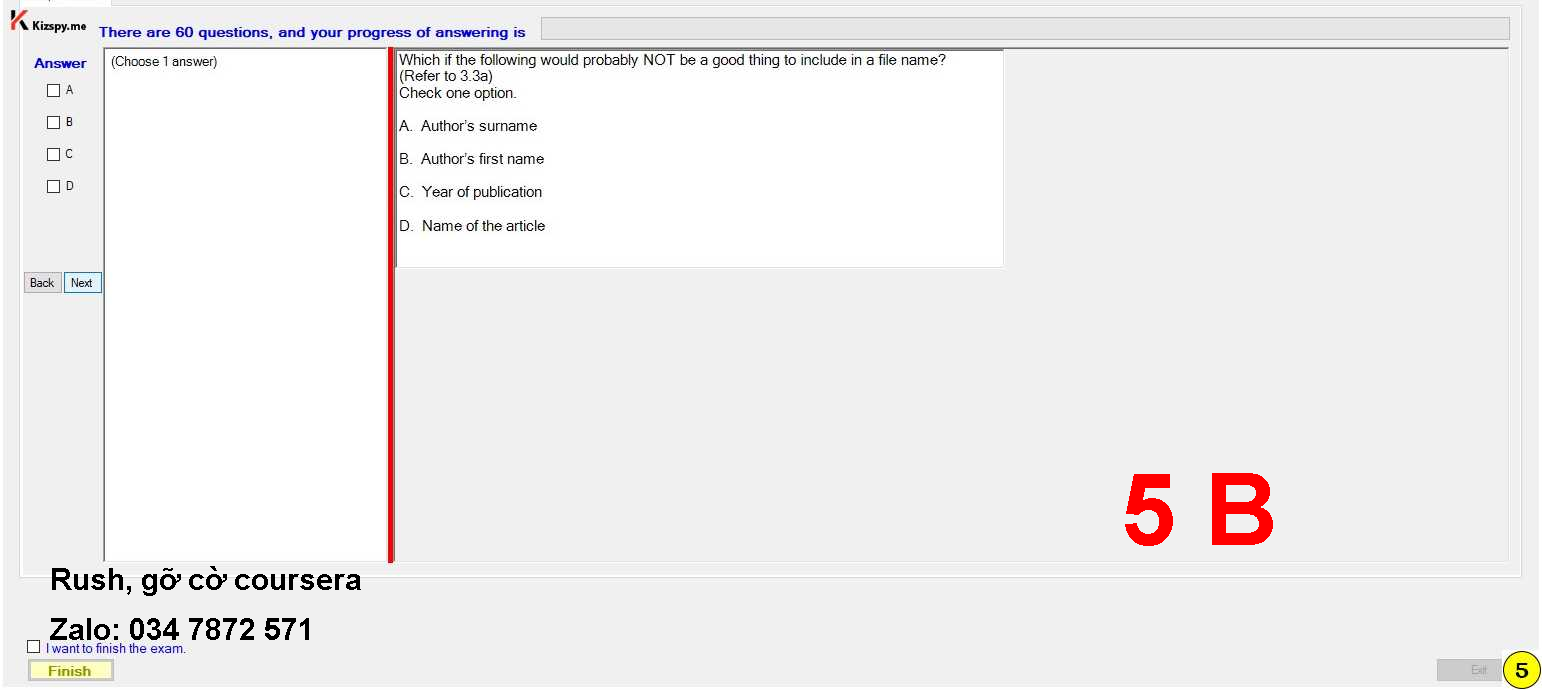 Kizspy.me
There are 60 questions, and your progress of answering is
Answer
A
B
C
D
Back Next
(Choose 1 answer)
Which if the following would probably NOT be a good thing to include in a file name?
(Refer to 3.3a)
Check one option.
A. Author's surname
B. Author's first name
C. Year of publication
D. Name of the article
5 B
Rush, gỡ cờ coursera
Zalo: 034 7872 571
I want to finish the exam.
Finish
Exit
5